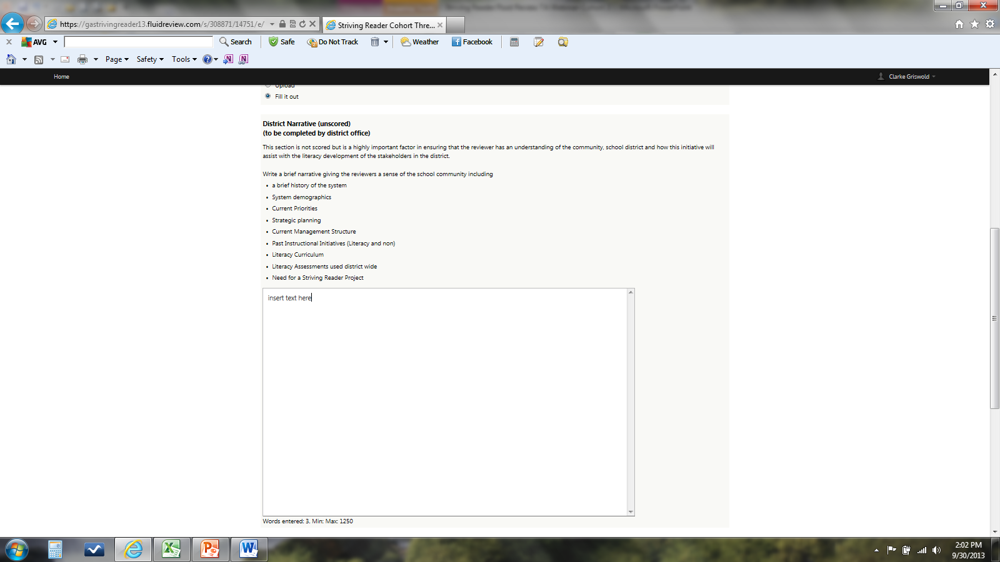 https://gastrivingreader13.fluidreview.com/s/308871/14751/e/
Striving Reader Cohort Thre...
AVG
Search
Safe
Do Not Track
Weather
Facebook
Page
Safety
Tools
Home
Clarke Griswold
Upload
Fill it out
District Narrative (unscored)
(to be completed by district office)
This section is not scored but is a highly important factor in ensuring that the reviewer has an understanding of the community, school district and how this initiative will
assist with the literacy development of the stakeholders in the district.
Write a brief narrative giving the reviewers a sense of the school community including
• a brief history of the system
• System demographics
• Current Priorities
• Strategic planning
• Current Management Structure
• Past Instructional Initiatives (Literacy and non)
• Literacy Curriculum
• Literacy Assessments used district wide
• Need for a Striving Reader Project
insert text here
Words entered: 3. Min: Max: 1250
2:02 PM
9/30/2013